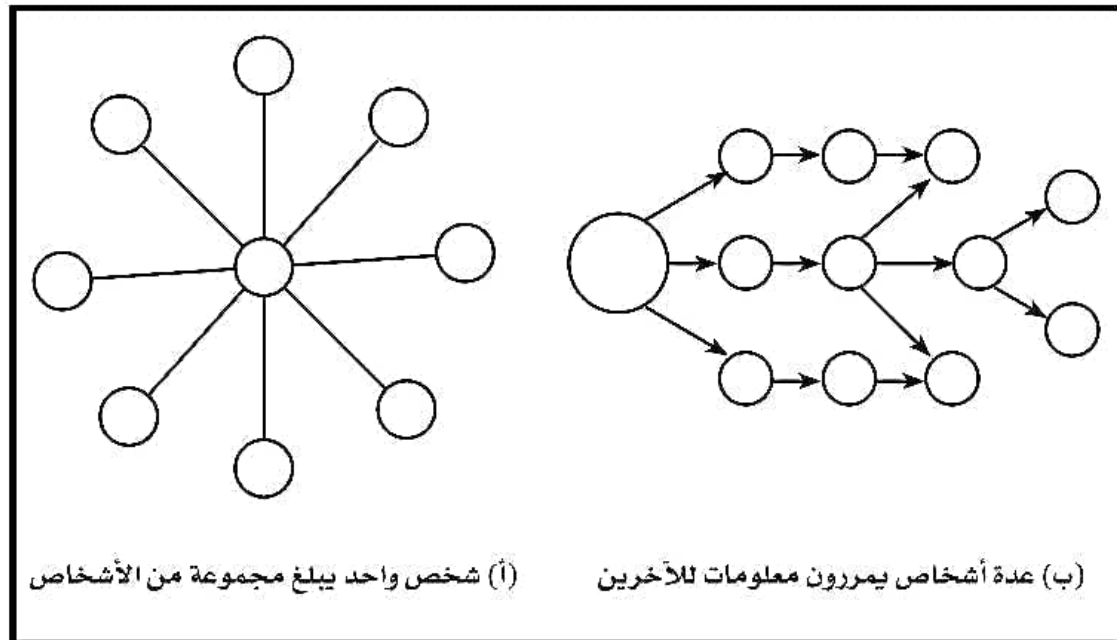 (أ) شخص واحد يبلغ مجموعة من الأشخاص
(ب) عدة أشخاص يمررون معلومات للآخرين